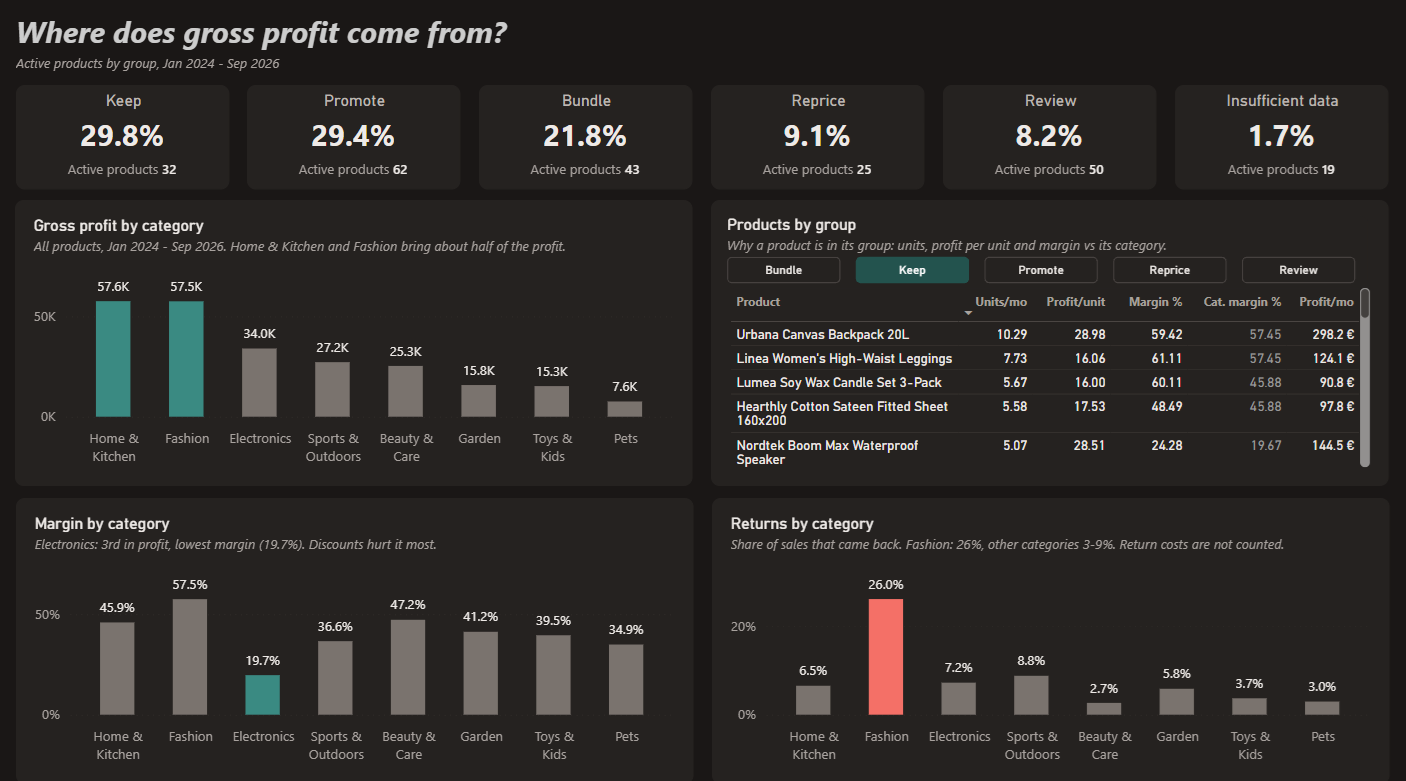 Where does gross profit come from?
Active products by group, Jan 2024 - Sep 2026
Keep
29.8%
Active products 32
Promote
29.4%
Active products 62
Bundle
21.8%
Active products 43
Reprice
9.1%
Active products 25
Review
8.2%
Active products 50
Insufficient data
1.7%
Active products 19
Gross profit by category
All products, Jan 2024 - Sep 2026. Home & Kitchen and Fashion bring about half of the profit.
50K
0K
57.6K
57.5K
34.0K
27.2K
25.3K
15.8K
15.3K
7.6K
Home &
Kitchen
Fashion
Electronics
Sports &
Outdoors
Beauty &
Care
Garden
Toys &
Kids
Pets
Products by group
Why a product is in its group: units, profit per unit and margin vs its category.
Bundle
Keep
Promote
Reprice
Review
Product Units/mo Profit/unit Margin % Cat. margin % Profit/mo
Urbana Canvas Backpack 20L 10.29 28.98 59.42 57.45 298.2 €
Linea Women's High-Waist Leggings 7.73 16.06 61.11 57.45 124.1 €
Lumea Soy Wax Candle Set 3-Pack 5.67 16.00 60.11 45.88 90.8 €
Hearthly Cotton Sateen Fitted Sheet 5.58 17.53 48.49 45.88 97.8 €
160x200
Nordtek Boom Max Waterproof 5.07 28.51 24.28 19.67 144.5 €
Speaker
Margin by category
Electronics: 3rd in profit, lowest margin (19.7%). Discounts hurt it most.
50%
0%
45.9%
57.5%
19.7%
36.6%
47.2%
41.2%
39.5%
34.9%
Home &
Kitchen
Fashion
Electronics
Sports &
Outdoors
Beauty &
Care
Garden
Toys &
Kids
Pets
Returns by category
Share of sales that came back. Fashion: 26%, other categories 3-9%. Return costs are not counted.
20%
0%
6.5%
26.0%
7.2%
8.8%
2.7%
5.8%
3.7%
3.0%
Home &
Kitchen
Fashion
Electronics
Sports &
Outdoors
Beauty &
Care
Garden
Toys &
Kids
Pets